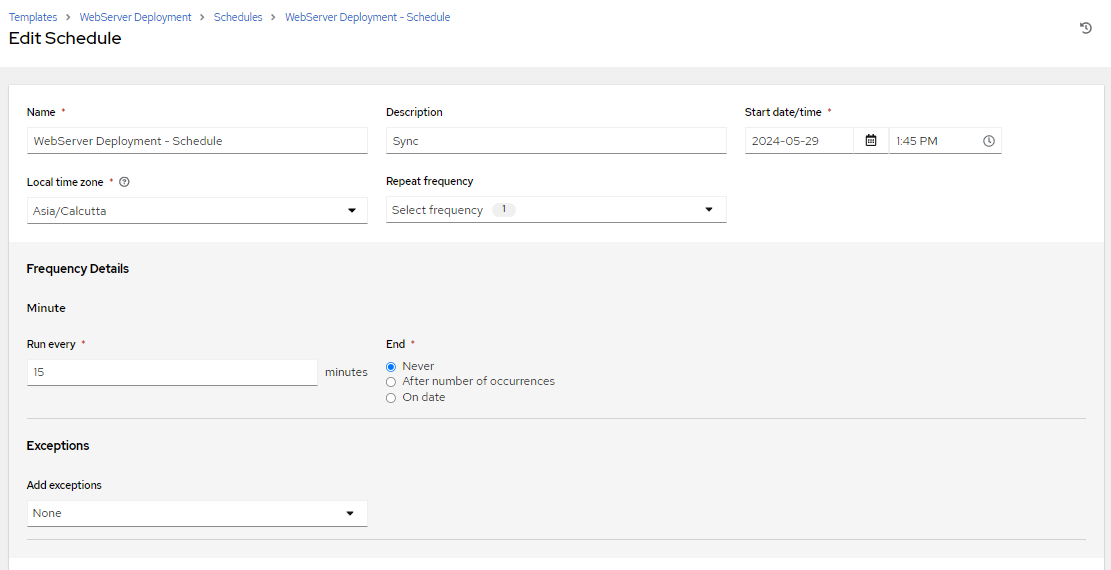 Templates > WebServer Deployment > Schedules > WebServer Deployment - Schedule
Edit Schedule
Name * Description Start date/time *
WebServer Deployment - Schedule Sync 2024-05-29 1:45 PM
Local time zone * Repeat frequency
Asia/Calcutta Select frequency 1
Frequency Details
Minute
Run every * End *
15 minutes Never
After number of occurrences
On date
Exceptions
Add exceptions
None